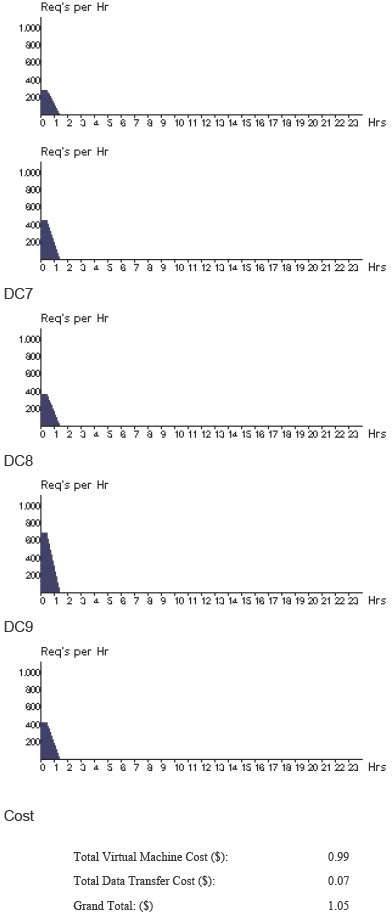 Req's per Hr
1,000
800
600
400
200
0 1 2 3 4 5 6 7 8 9 10 11 12 13 14 15 16 17 18 19 20 21 22 23 Hrs
Req's per Hr
1,000
800
600
400
200
0 1 2 3 4 5 6 7 8 9 10 11 12 13 14 15 16 17 18 19 20 21 22 23 Hrs
DC7
Req's per Hr
1,000
800
600
400
200
0 1 2 3 4 5 6 7 8 9 10 11 12 13 14 15 16 17 18 19 20 21 22 23 Hrs
DC8
Req's per Hr
1,000
800
600
400
200
0 1 2 3 4 5 6 7 8 9 10 11 12 13 14 15 16 17 18 19 20 21 22 23 Hrs
DC9
Req's per Hr
1,000
800
600
400
200
0 1 2 3 4 5 6 7 8 9 10 11 12 13 14 15 16 17 18 19 20 21 22 23 Hrs
Cost
Total Virtual Machine Cost ($): 0.99
Total Data Transfer Cost ($): 0.07
Grand Total: ($) 1.05